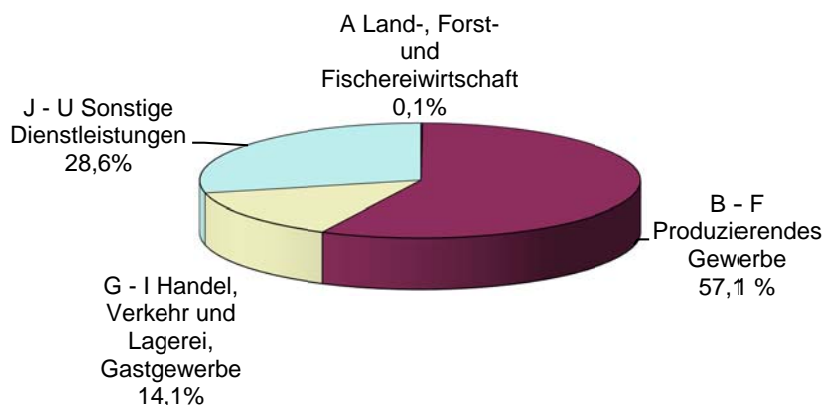 A Land-, Forst-
und
Fischereiwirtschaft
0,1%
J - U Sonstige
Dienstleistungen
28,6%
B - F
Produzierendes
Gewerbe
57,1 %
G - I Handel,
Verkehr und
Lagerei,
Gastgewerbe
14,1%